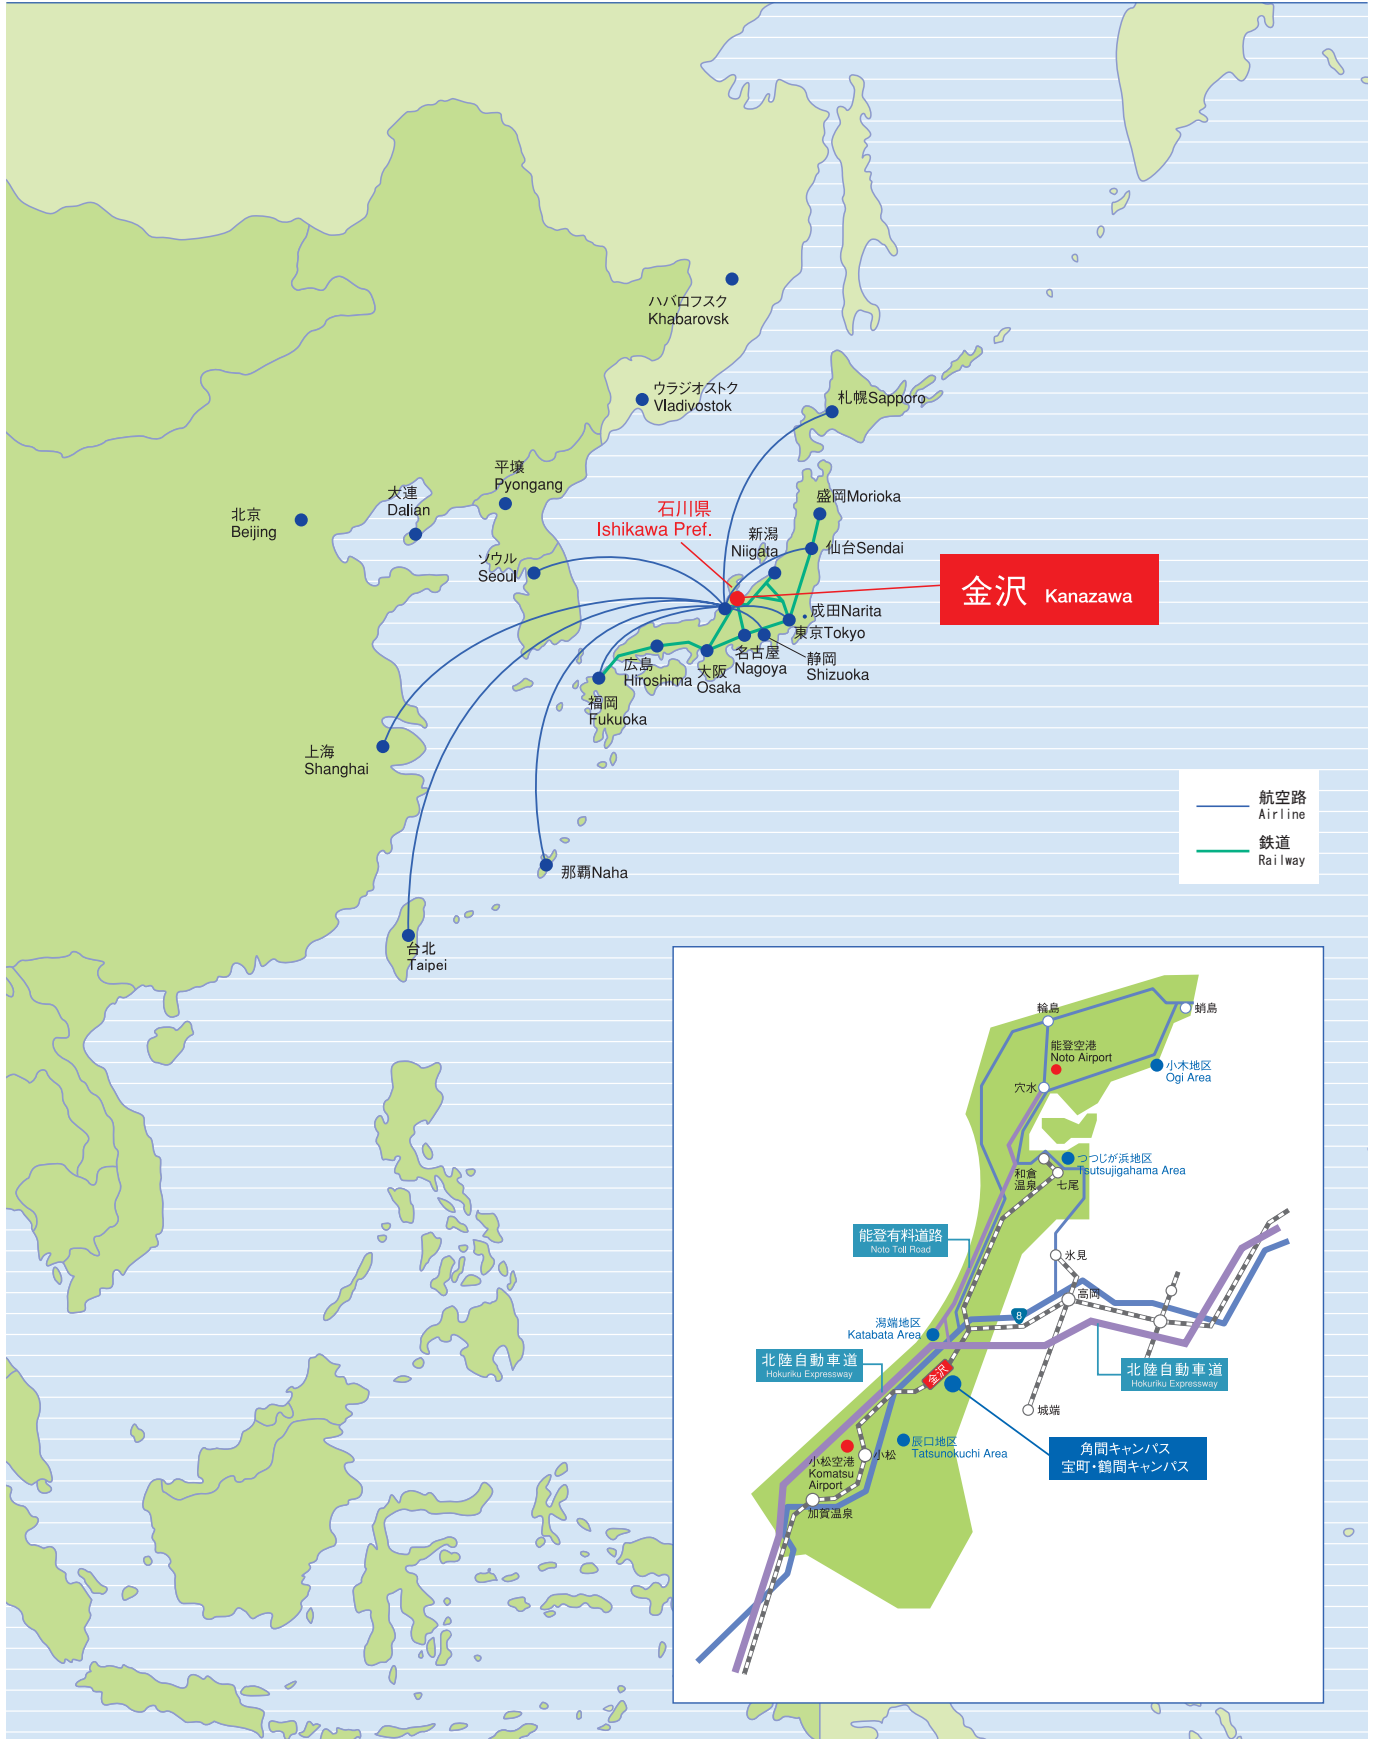 ハバロフスク
Khabarovsk
ウラジオストク
Vladivostok
札幌Sapporo
平壌
Pyongang
大連
Dalian
北京
Beijing
石川県
Ishikawa Pref.
盛岡Morioka
新潟
Niigata
仙台Sendai
ソウル
Seoul
金沢 Kanazawa
成田Narita
東京Tokyo
名古屋
Nagoya
静岡
Shizuoka
広島
Hiroshima
大阪
Osaka
福岡
Fukuoka
上海
Shanghai
航空路
Airline
鉄道
Railway
那覇Naha
台北
Taipei
輪島
蛸島
能登空港
Noto Airport
小木地区
Ogi Area
穴水
つつじが浜地区
Tsutsujigahama Area
和倉
温泉
七尾
能登有料道路
Noto Toll Road
氷見
高岡
8
潟端地区
Katabata Area
北陸自動車道
Hokuriku Expressway
北陸自動車道
Hokuriku Expressway
金沢
城端
辰口地区
Tatsunokuchi Area
角間キャンパス
宝町・鶴間キャンパス
小松
小松空港
Komatsu
Airport
加賀温泉